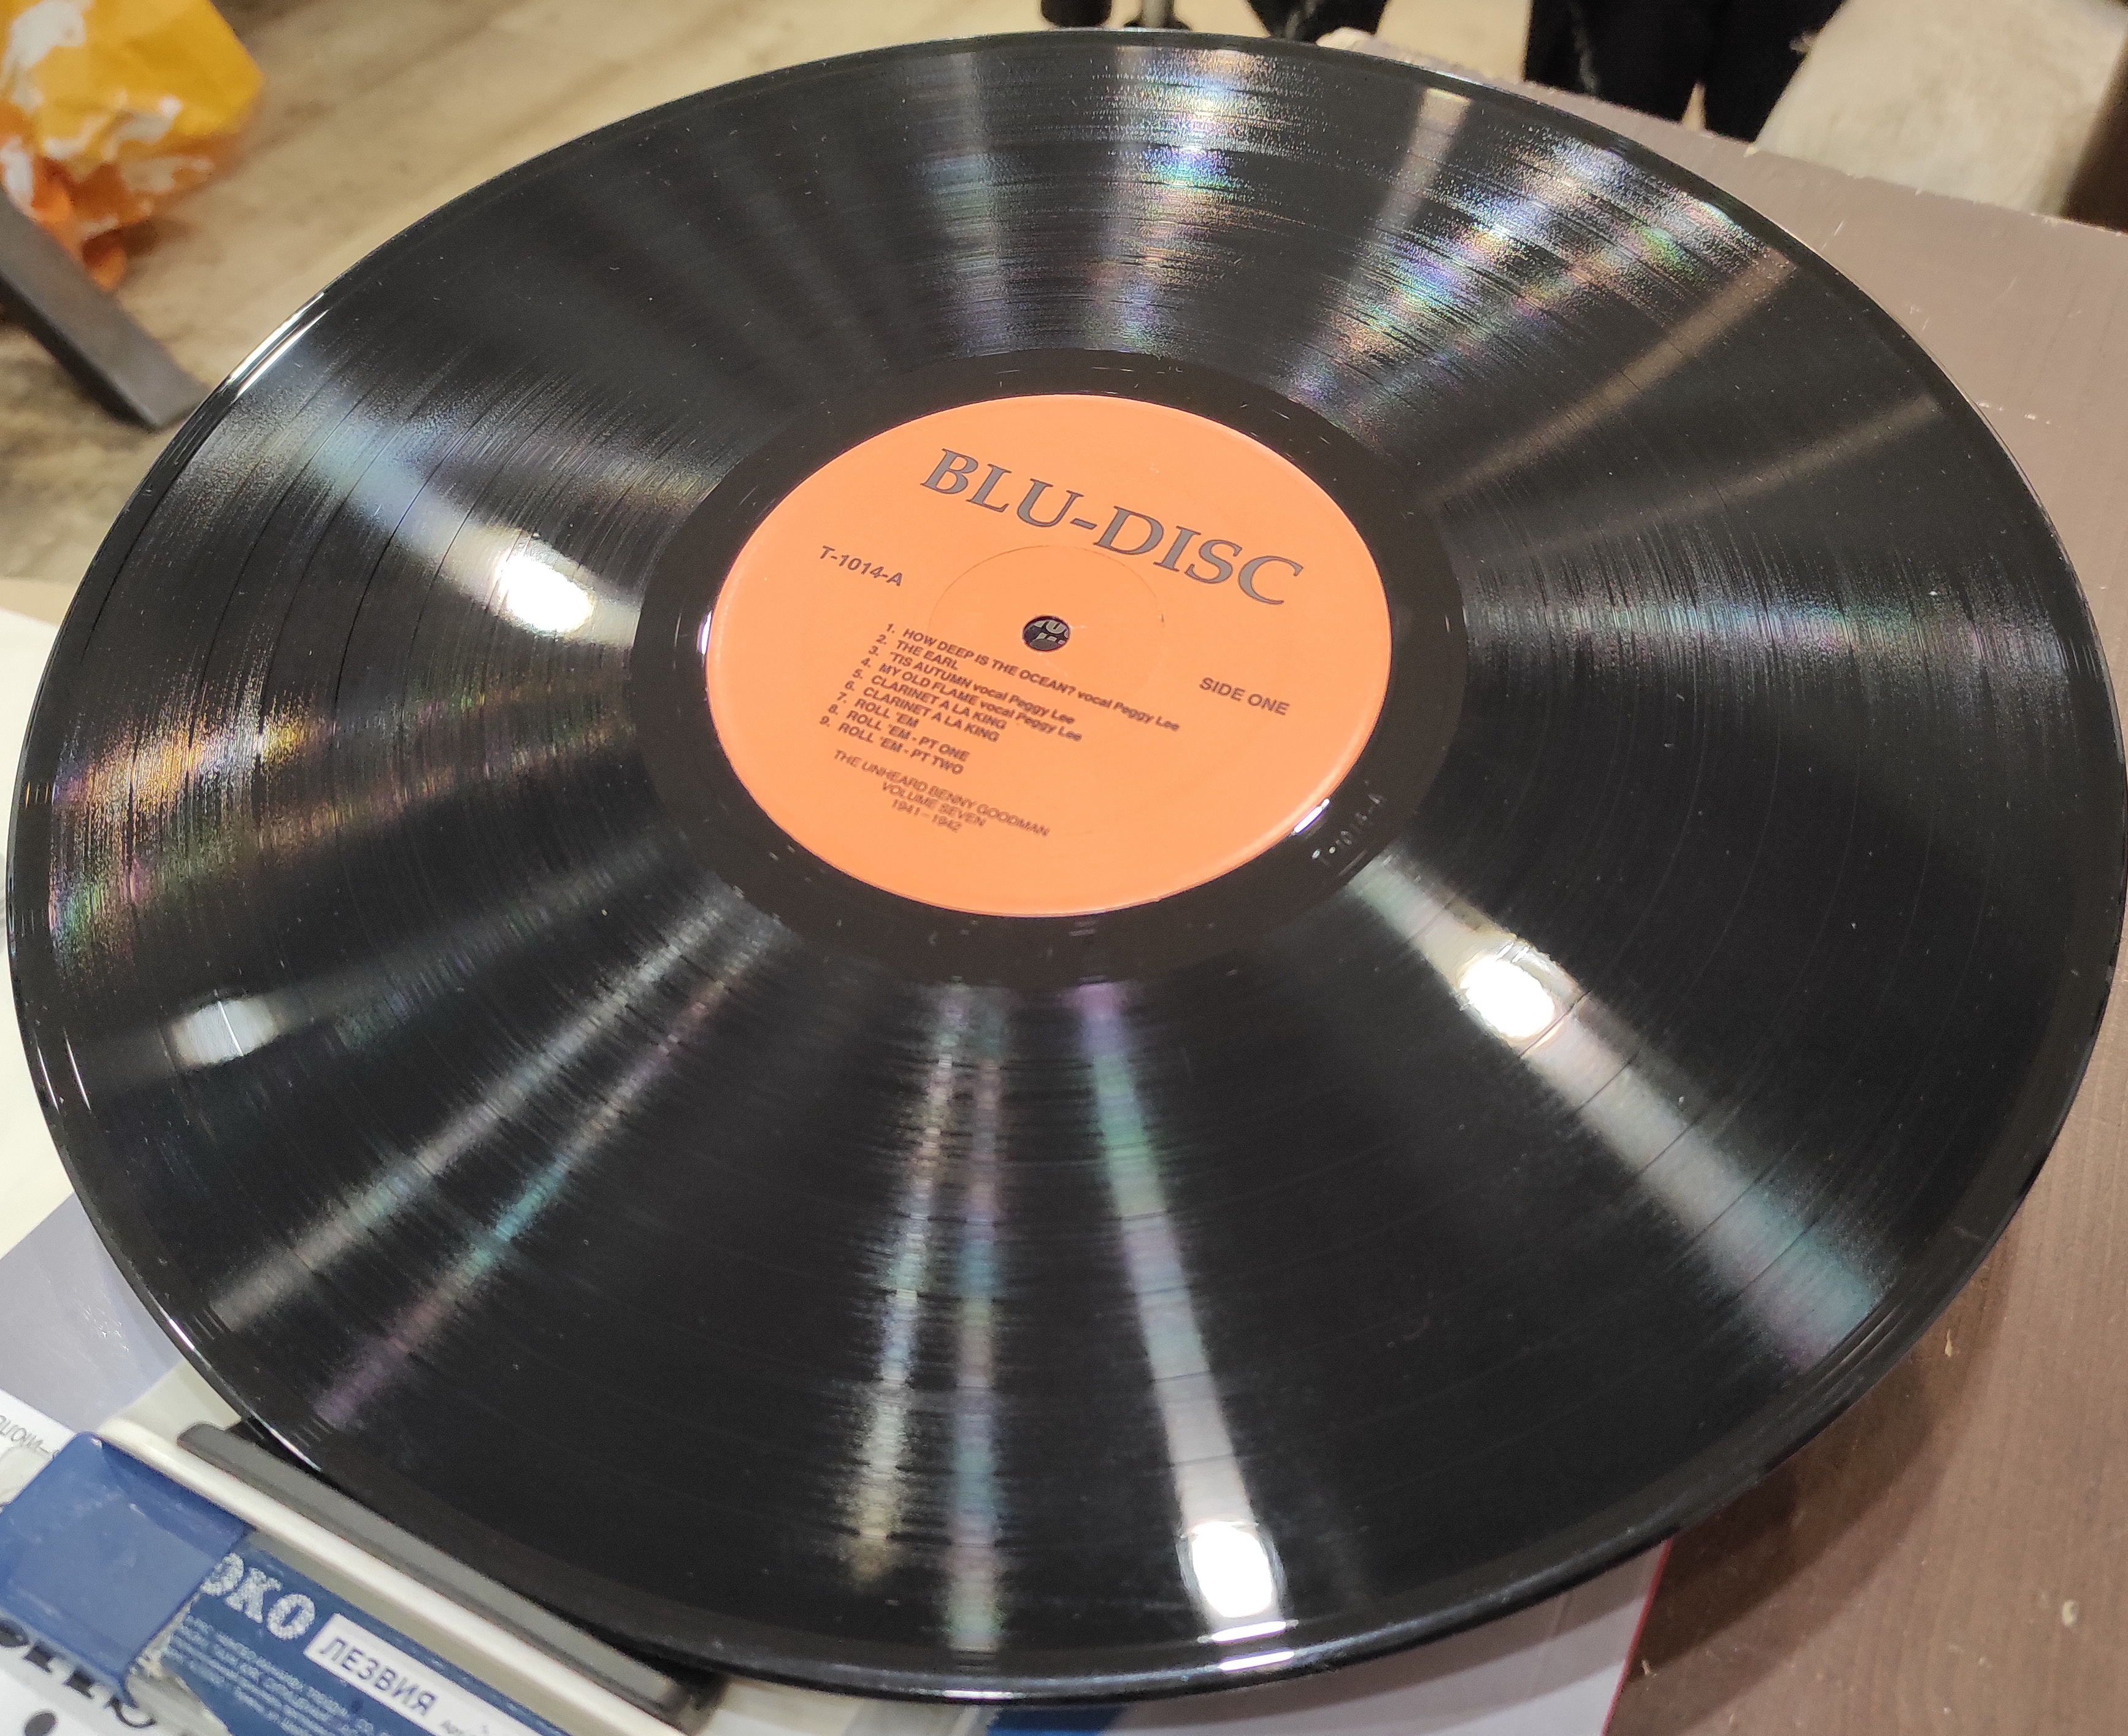 BLU-DISC
T-1014-A
SIDE ONE
1. HOW DEEP IS THE OCEAN? vocal Peggy Lee
2. THE EARL
3. 'TIS AUTUMN vocal Peggy Lee
4. MY OLD FLAME vocal Peggy Lee
5. CLARINET A LA KING
6. CLARINET A LA KING
7. ROLL 'EM
8. ROLL 'EM - PT ONE
9. ROLL 'EM - PT TWO
THE UNHEARD BENNY GOODMAN
VOLUME SEVEN
1941 – 1942
T-1014-A
ЛЕЗВИЯ